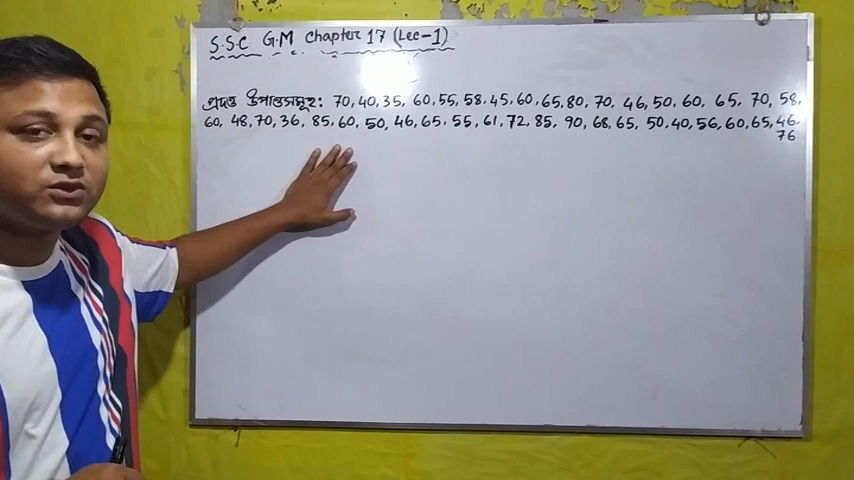 S.S.C G.M Chapter 17 (Lec-1)
প্রদত্ত উপাত্তসমূহ: 70, 40, 35, 60, 55, 58, 45, 60, 65, 80, 70, 46, 50, 60, 65, 70, 58,
60, 48, 70, 36, 85, 60, 50, 46, 65, 55, 61, 72, 85, 90, 68, 65, 50, 40, 56, 60, 65, 46,
76